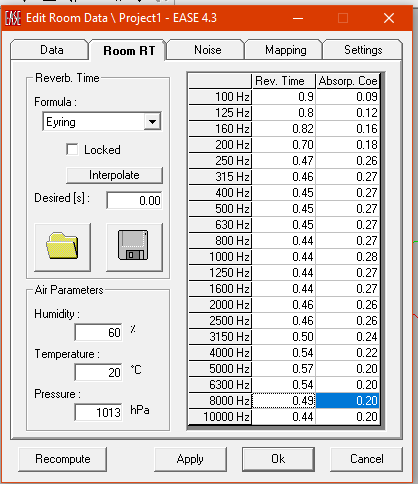 EASE Edit Room Data \ Project1 - EASE 4.3
Data Room RT Noise Mapping Settings
Reverb. Time
Formula :
Eyring
Locked
Interpolate
Desired [s] : 0.00
Air Parameters
Humidity :
60 %
Temperature :
20 °C
Pressure :
1013 hPa
Rev. Time Absorp. Coe
100 Hz 0.9 0.09
125 Hz 0.8 0.12
160 Hz 0.82 0.16
200 Hz 0.70 0.18
250 Hz 0.47 0.26
315 Hz 0.46 0.27
400 Hz 0.45 0.27
500 Hz 0.45 0.27
630 Hz 0.45 0.27
800 Hz 0.44 0.27
1000 Hz 0.44 0.28
1250 Hz 0.44 0.27
1600 Hz 0.44 0.27
2000 Hz 0.46 0.26
2500 Hz 0.46 0.26
3150 Hz 0.50 0.24
4000 Hz 0.54 0.22
5000 Hz 0.57 0.20
6300 Hz 0.54 0.20
8000 Hz 0.49 0.20
10000 Hz 0.44 0.20
Recompute Apply Ok Cancel